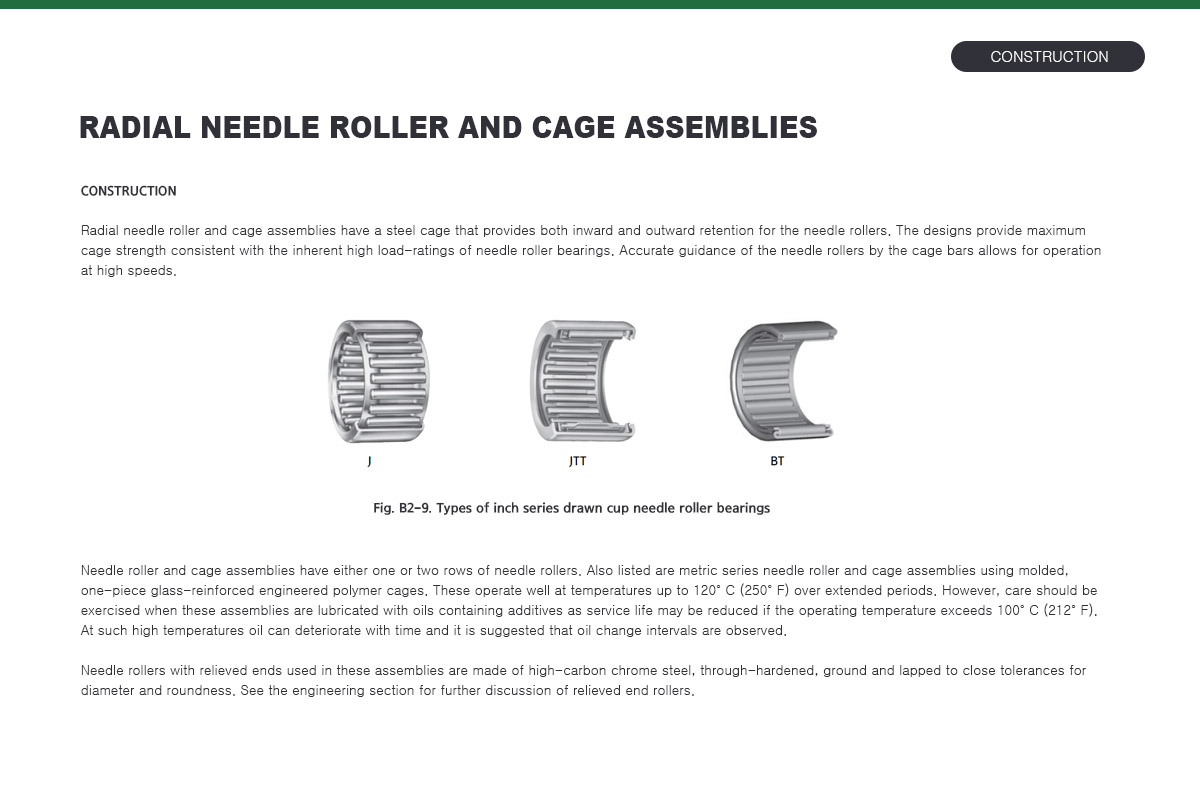 CONSTRUCTION
RADIAL NEEDLE ROLLER AND CAGE ASSEMBLIES
CONSTRUCTION
Radial needle roller and cage assemblies have a steel cage that provides both inward and outward retention for the needle rollers. The designs provide maximum
cage strength consistent with the inherent high load-ratings of needle roller bearings. Accurate guidance of the needle rollers by the cage bars allows for operation
at high speeds.
J JTT BT
Fig. B2-9. Types of inch series drawn cup needle roller bearings
Needle roller and cage assemblies have either one or two rows of needle rollers. Also listed are metric series needle roller and cage assemblies using molded,
one-piece glass-reinforced engineered polymer cages. These operate well at temperatures up to 120° C (250° F) over extended periods. However, care should be
exercised when these assemblies are lubricated with oils containing additives as service life may be reduced if the operating temperature exceeds 100° C (212° F).
At such high temperatures oil can deteriorate with time and it is suggested that oil change intervals are observed.
Needle rollers with relieved ends used in these assemblies are made of high-carbon chrome steel, through-hardened, ground and lapped to close tolerances for
diameter and roundness. See the engineering section for further discussion of relieved end rollers.